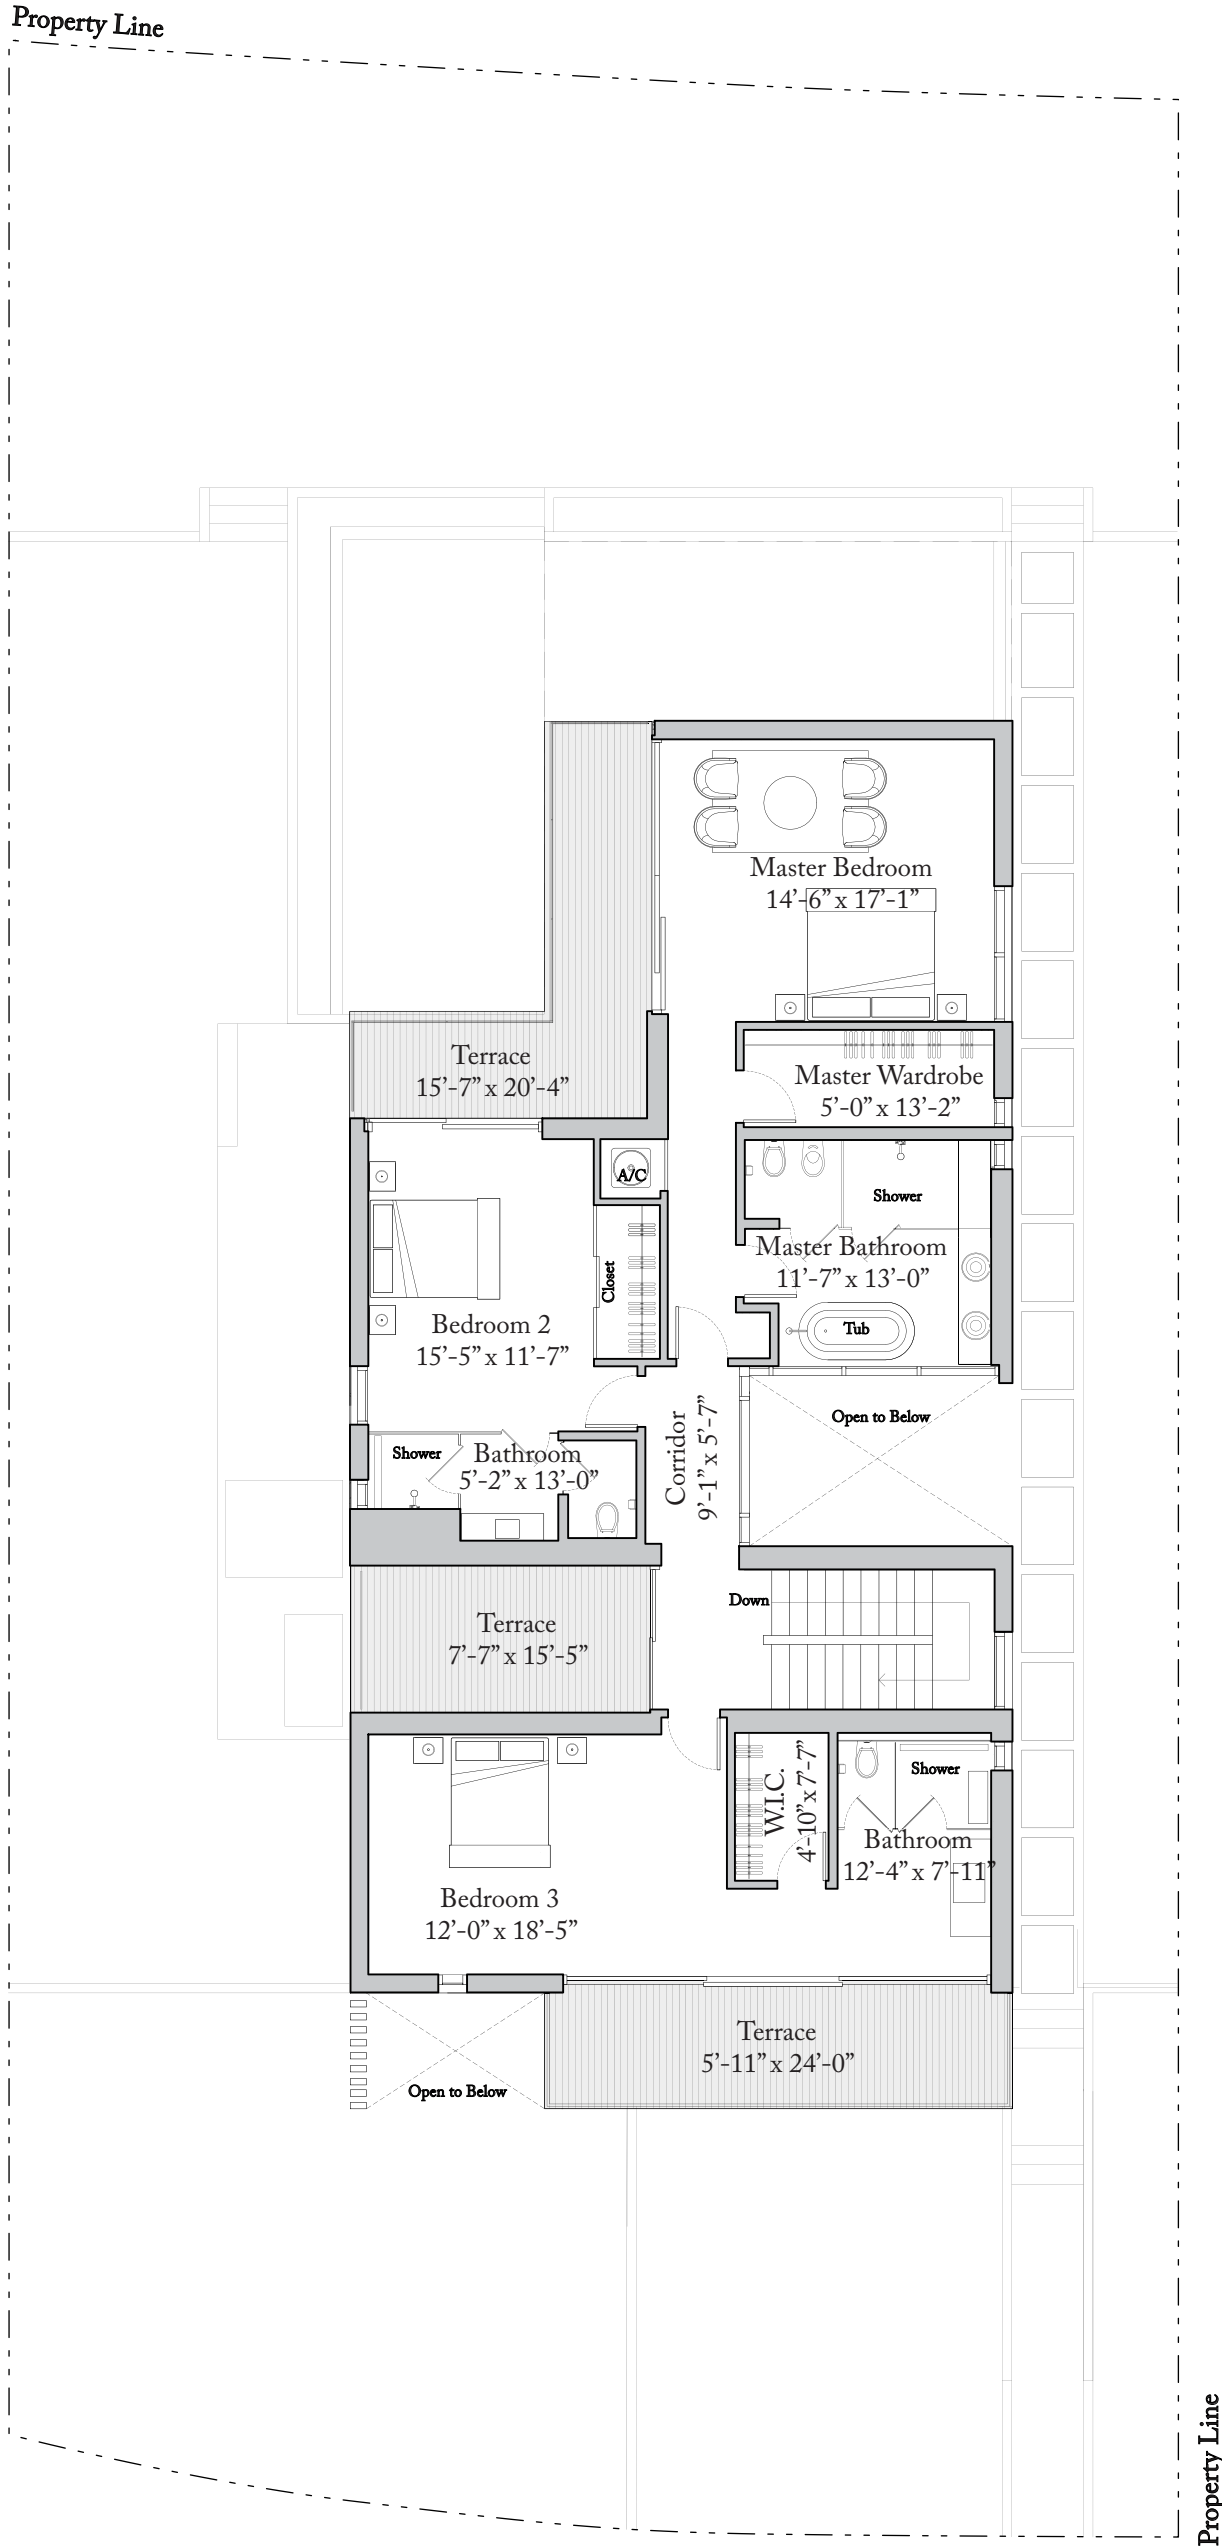 Property Line
Master Bedroom
14’-6” x 17’-1”
Terrace
15’-7” x 20’-4”
Master Wardrobe
5’-0” x 13’-2”
A/C
Shower
Master Bathroom
11’-7” x 13’-0”
Closet
Tub
Bedroom 2
15’-5” x 11’-7”
Open to Below
Corridor
9’-1” x 5’-7”
Shower
Bathroom
5’-2” x 13’-0”
Down
Terrace
7’-7” x 15’-5”
W.I.C.
4’-10” x 7’-7”
Shower
Bathroom
12’-4” x 7’-11”
Bedroom 3
12’-0” x 18’-5”
Terrace
5’-11” x 24’-0”
Open to Below
Property Line